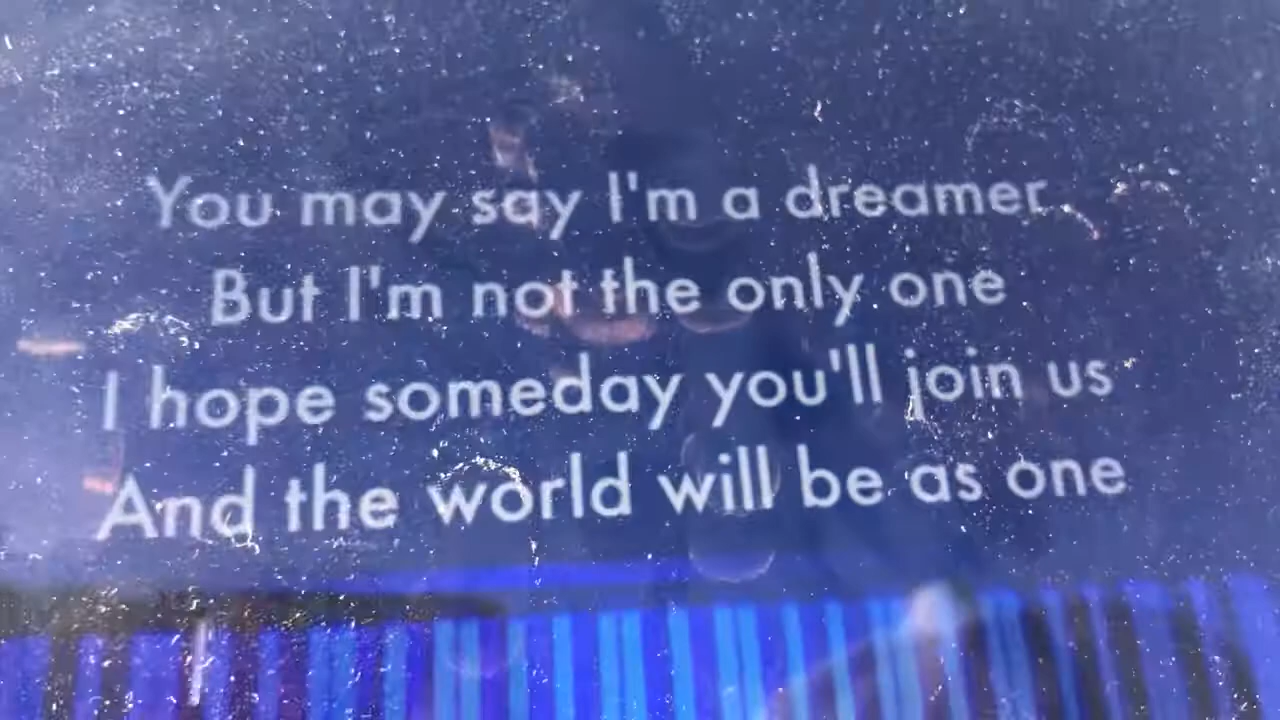 You may say I'm a dreamer
But I'm not the only one
I hope someday you'll join us
And the world will be as one